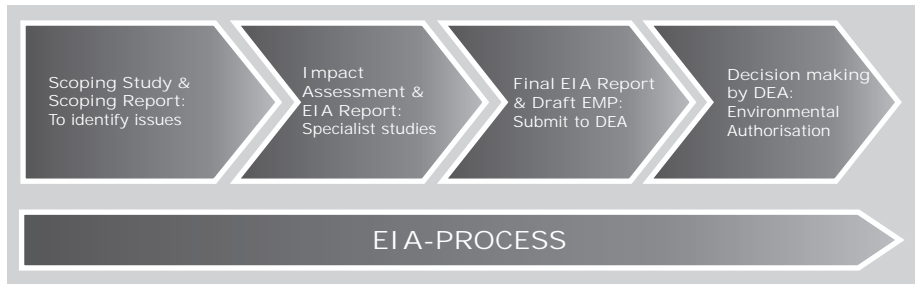 Scoping Study &
Scoping Report:
To identify issues
Impact
Assessment &
EIA Report:
Specialist studies
Final EIA Report
& Draft EMP:
Submit to DEA
Decision making
by DEA:
Environmental
Authorisation
EIA-PROCESS